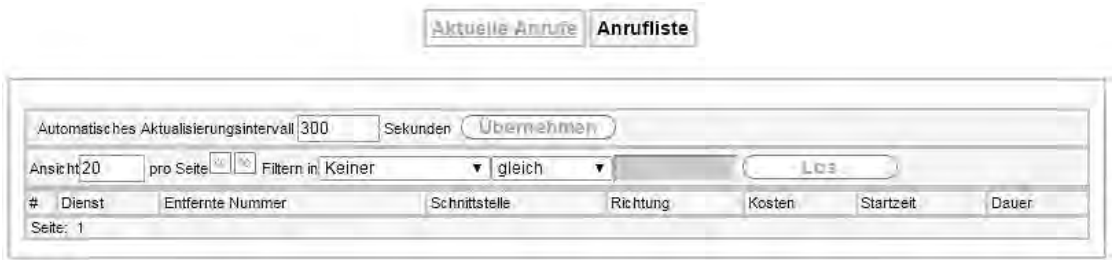 Aktuelle Anrufe Anrufliste
Automatisches Aktualisierungsintervall 300 Sekunden Übernehmen
Ansicht 20 pro Seite << >> Filtern in Keiner gleich Los
# Dienst Entfernte Nummer Schnittstelle Richtung Kosten Startzeit Dauer
Seite: 1